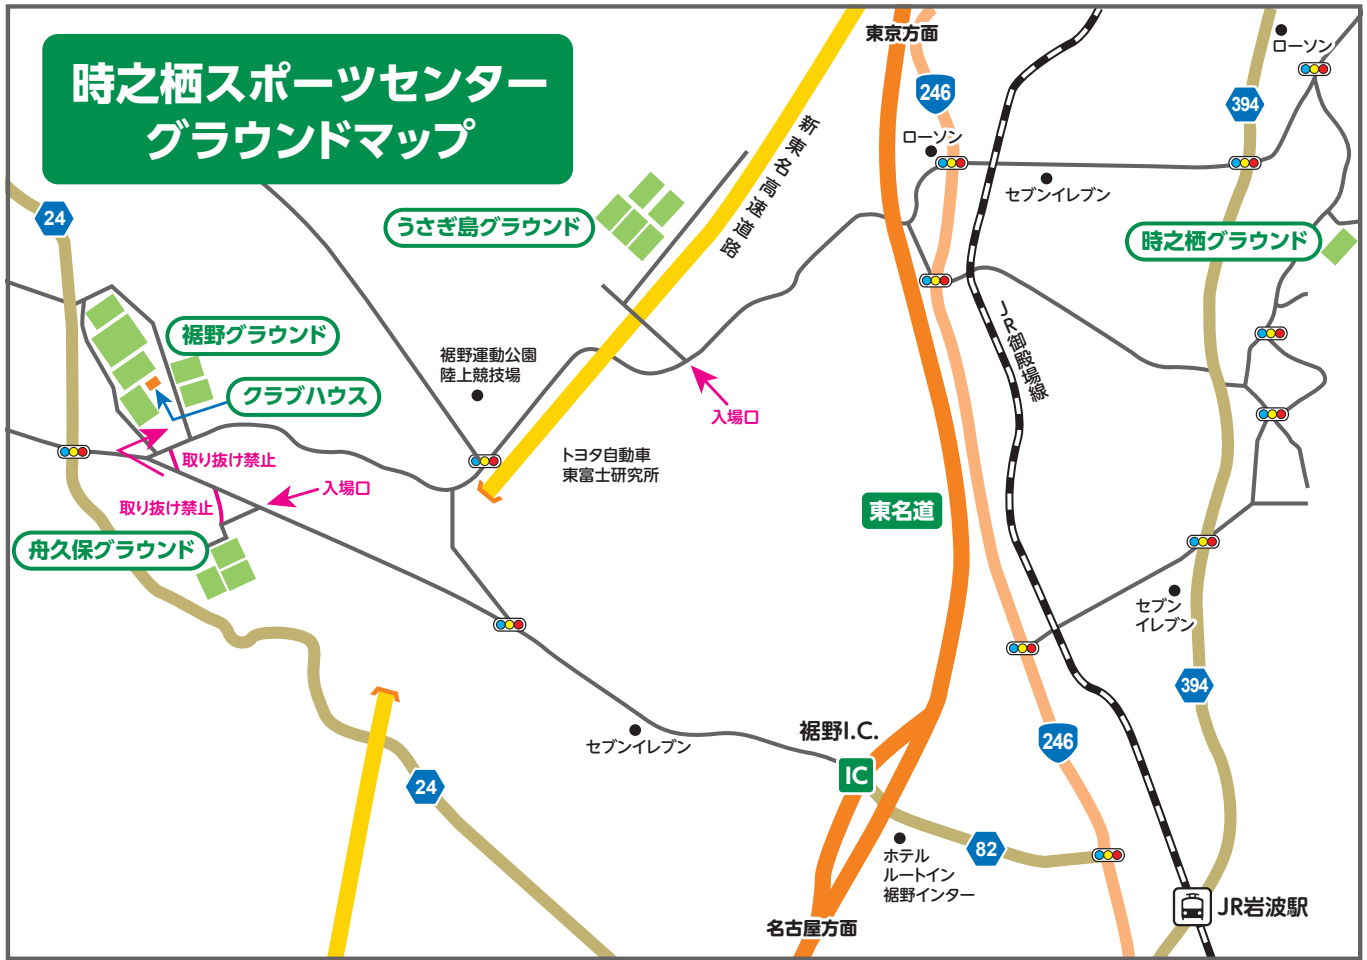 時之栖スポーツセンター
グラウンドマップ
東京方面
ローソン
246
394
新東名高速道路
ローソン
セブンイレブン
24
うさぎ島グラウンド
時之栖グラウンド
裾野グラウンド
JR御殿場線
裾野運動公園
陸上競技場
クラブハウス
入場口
取り抜け禁止
トヨタ自動車
東富士研究所
入場口
取り抜け禁止
東名道
舟久保グラウンド
セブン
イレブン
394
裾野I.C.
セブンイレブン
246
IC
24
82
ホテル
ルートイン
裾野インター
JR岩波駅
名古屋方面